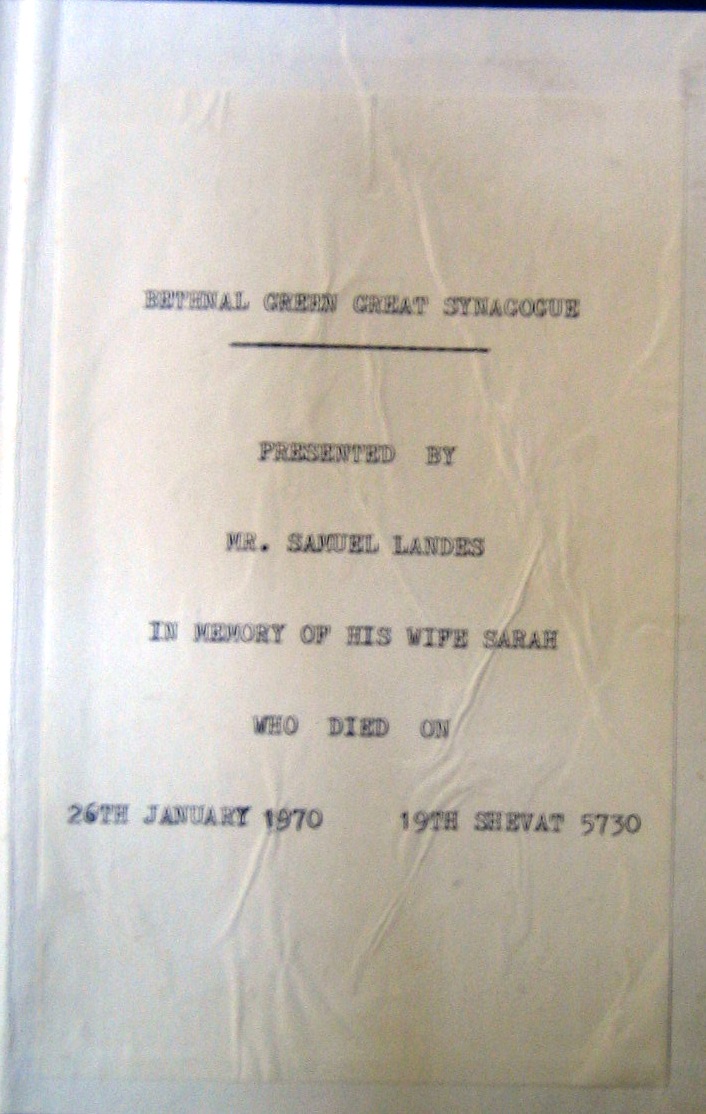 BETHNAL GREEN GREAT SYNAGOGUE
PRESENTED BY
MR. SAMUEL LANDES
IN MEMORY OF HIS WIFE SARAH
WHO DIED ON
26TH JANUARY 1970 19TH SHEVAT 5730